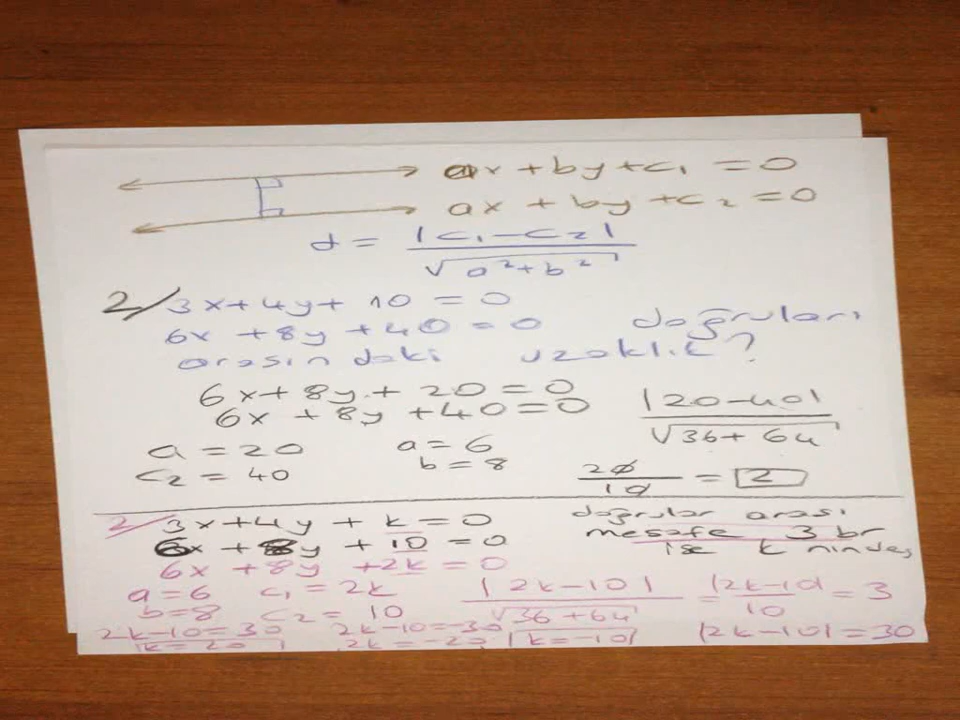 ax + by + c₁ = 0
ax + by + c₂ = 0
d = |c₁ - c₂| / √a² + b²
2/ 3x + 4y + 10 = 0
6x + 8y + 40 = 0 doğruları
arasındaki uzaklık ?
6x + 8y + 20 = 0
6x + 8y + 40 = 0
|20-40| / √36 + 64
a = 20 a = 6
c₂ = 40 b = 8
20 / 10 = 2
2/ 3x + 4y + k = 0 doğrular arası
6x + 8y + 10 = 0 mesafe 3 br
6x + 8y + 2k = 0 ise k nin
a = 6 c₁ = 2k
b = 8 c₂ = 10
|2k-10| / √36 + 64 = |2k-10| / 10 = 3
2k-10 = 30 2k-10 = -30 |2k-10| = 30
k = 20 2k = -20 k = -10